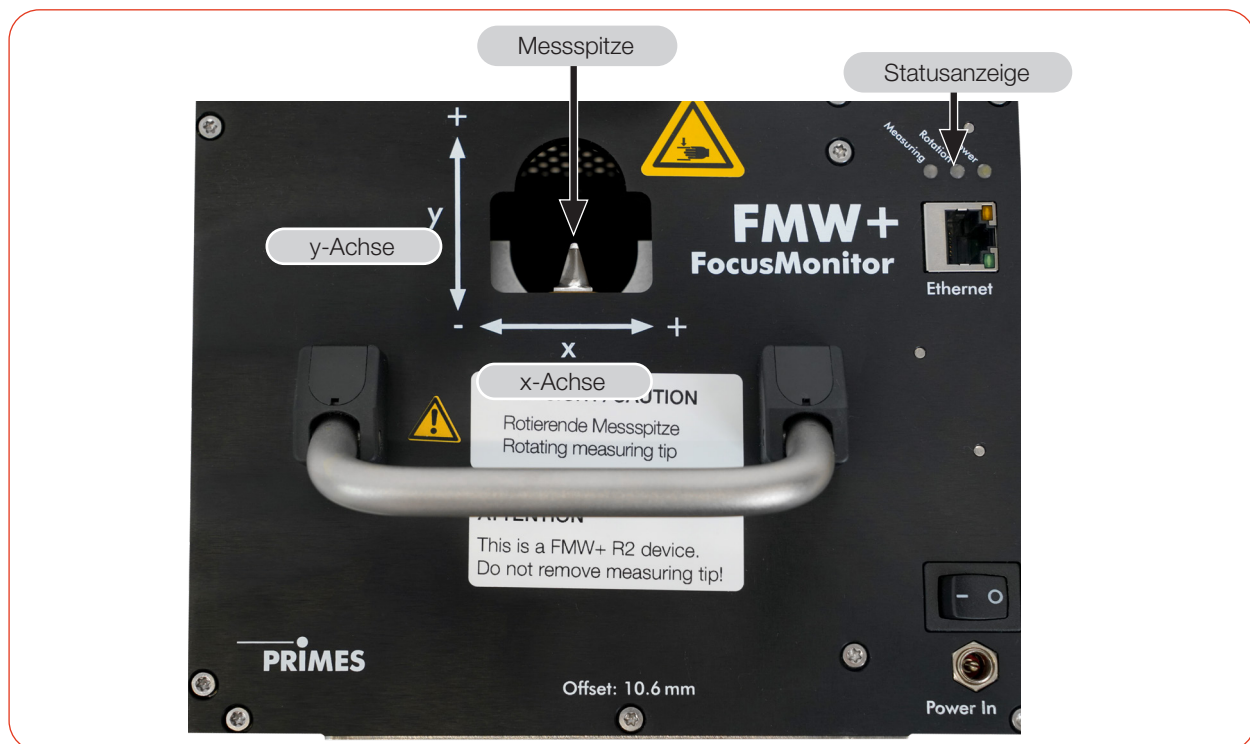 Messspitze
Statusanzeige
Measuring
Rotation
+
y
y-Achse
FMW+
FocusMonitor
Ethernet
- +
x
x-Achse
Rotierende Messspitze
Rotating measuring tip
ATTENTION
This is a FMW+ R2 device.
Do not remove measuring tip!
PRIMES
Offset: 10.6 mm
Power In